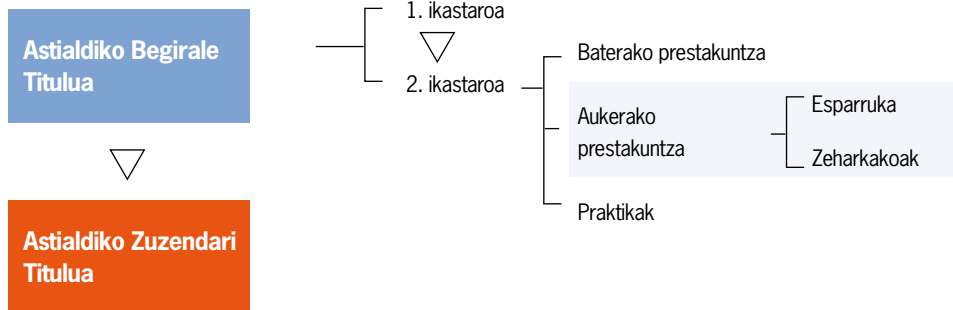 Astialdiko Begirale
Titulua
1. ikastaroa
2. ikastaroa
Baterako prestakuntza
Aukerako
prestakuntza
Esparruka
Zeharkakoak
Praktikak
Astialdiko Zuzendari
Titulua